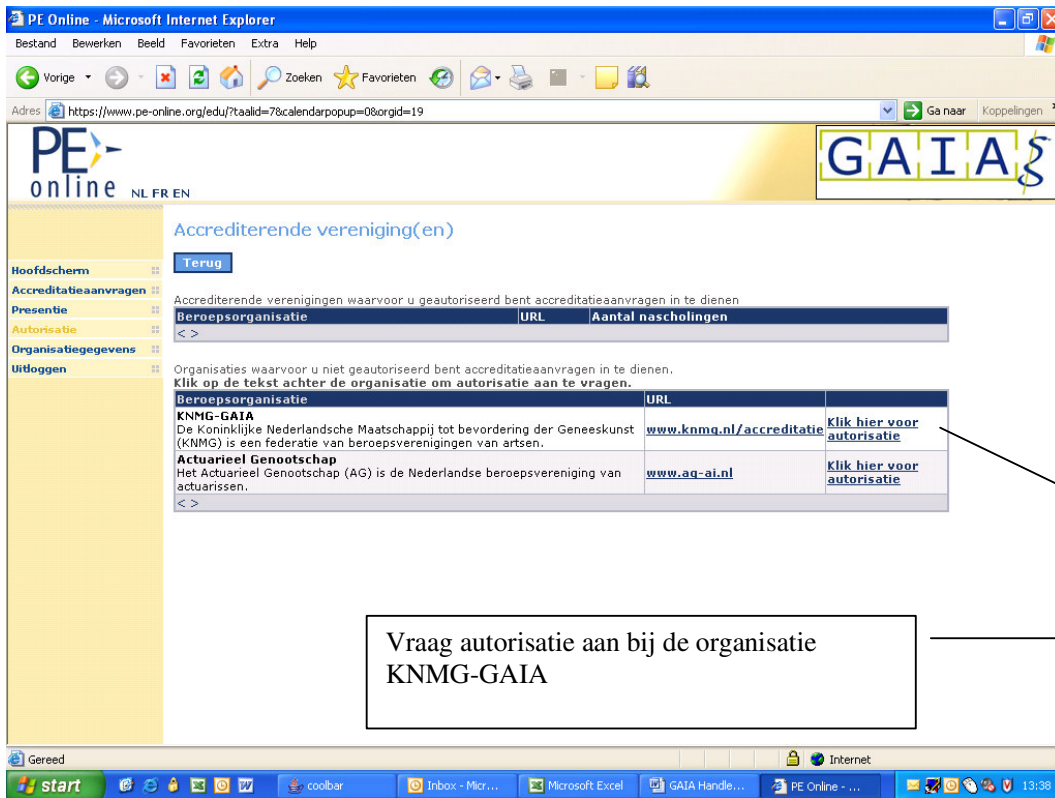 PE Online - Microsoft Internet Explorer
Bestand Bewerken Beeld Favorieten Extra Help
Vorige Zoeken Favorieten
Adres https://www.pe-online.org/edu/?taalid=7&calendarpopup=0&orgid=19 Ga naar Koppelingen
PE online NL FR EN
GAIA
Accrediterende vereniging(en)
Terug
Hoofdscherm
Accreditatieaanvragen
Presentie
Autorisatie
Organisatiegegevens
Uitloggen
Accrediterende verenigingen waarvoor u geautoriseerd bent accreditatieaanvragen in te dienen
Beroepsorganisatie URL Aantal nascholingen
< >
Organisaties waarvoor u niet geautoriseerd bent accreditatieaanvragen in te dienen.
Klik op de tekst achter de organisatie om autorisatie aan te vragen.
Beroepsorganisatie URL
KNMG-GAIA
De Koninklijke Nederlandsche Maatschappij tot bevordering der Geneeskunst
(KNMG) is een federatie van beroepsverenigingen van artsen.
www.knmg.nl/accreditatie
Klik hier voor
autorisatie
Actuarieel Genootschap
Het Actuarieel Genootschap (AG) is de Nederlandse beroepsvereniging van
actuarissen.
www.ag-ai.nl
Klik hier voor
autorisatie
< >
Vraag autorisatie aan bij de organisatie
KNMG-GAIA
Gereed Internet
start coolbar Inbox - Micr... Microsoft Excel GAIA Handle... PE Online - ... 13:38